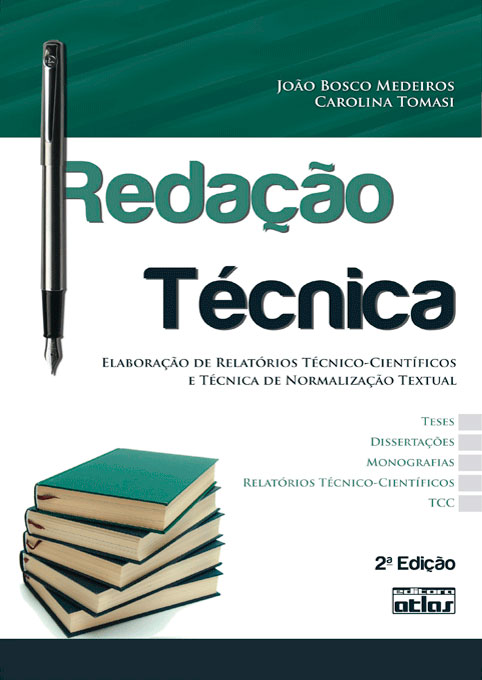 João Bosco Medeiros
Carolina Tomasi
Redação
Técnica
Elaboração de Relatórios Técnico-Científicos
e Técnica de Normalização Textual
Teses
Dissertações
Monografias
Relatórios Técnico-Científicos
TCC
2ª Edição
editora
atlas